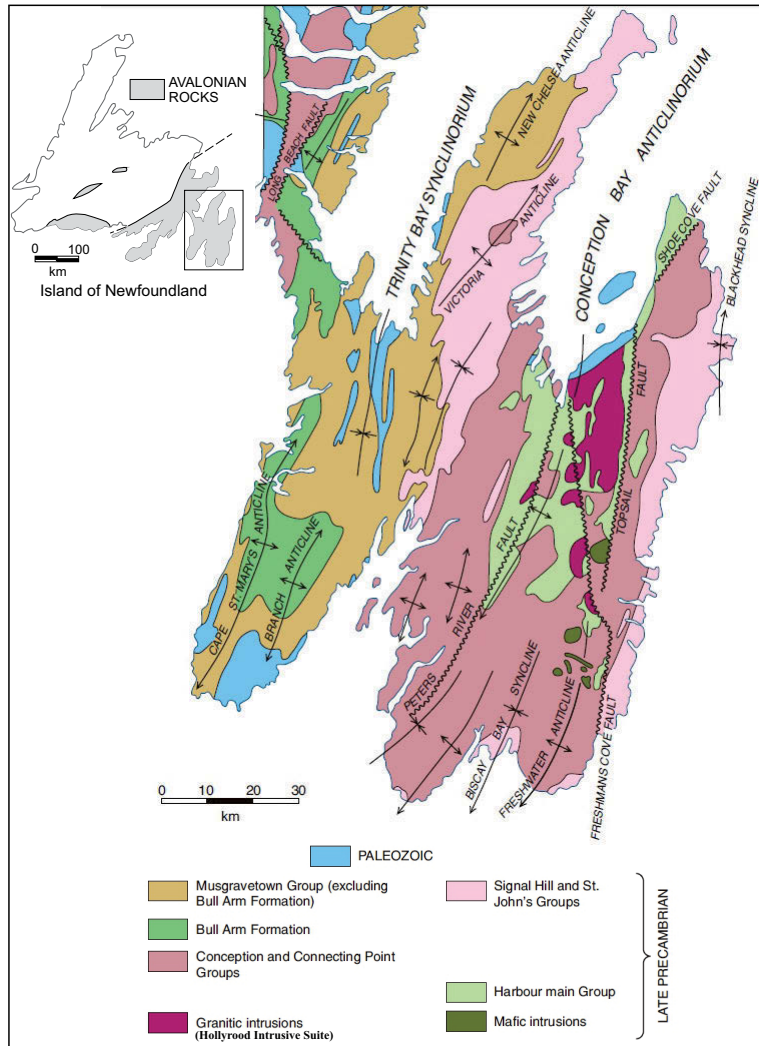 AVALONIAN
ROCKS
0 100
km
Island of Newfoundland
LONG BEACH FAULT
TRINITY BAY SYNCLINORIUM
NEW CHELSEA ANTICLINE
VICTORIA ANTICLINE
CONCEPTION BAY ANTICLINORIUM
SHOE COVE FAULT
BLACKHEAD SYNCLINE
TOPSAIL FAULT
CAPE ST. MARY'S ANTICLINE
BRANCH ANTICLINE
PETERS RIVER FAULT
BISCAY BAY SYNCLINE
FRESHWATER ANTICLINE
FRESHMANS COVE FAULT
0 10 20 30
km
PALEOZOIC
Musgravetown Group (excluding
Bull Arm Formation)
Bull Arm Formation
Conception and Connecting Point
Groups
Granitic intrusions
(Hollyrood Intrusive Suite)
Signal Hill and St.
John's Groups
Harbour main Group
Mafic intrusions
LATE PRECAMBRIAN